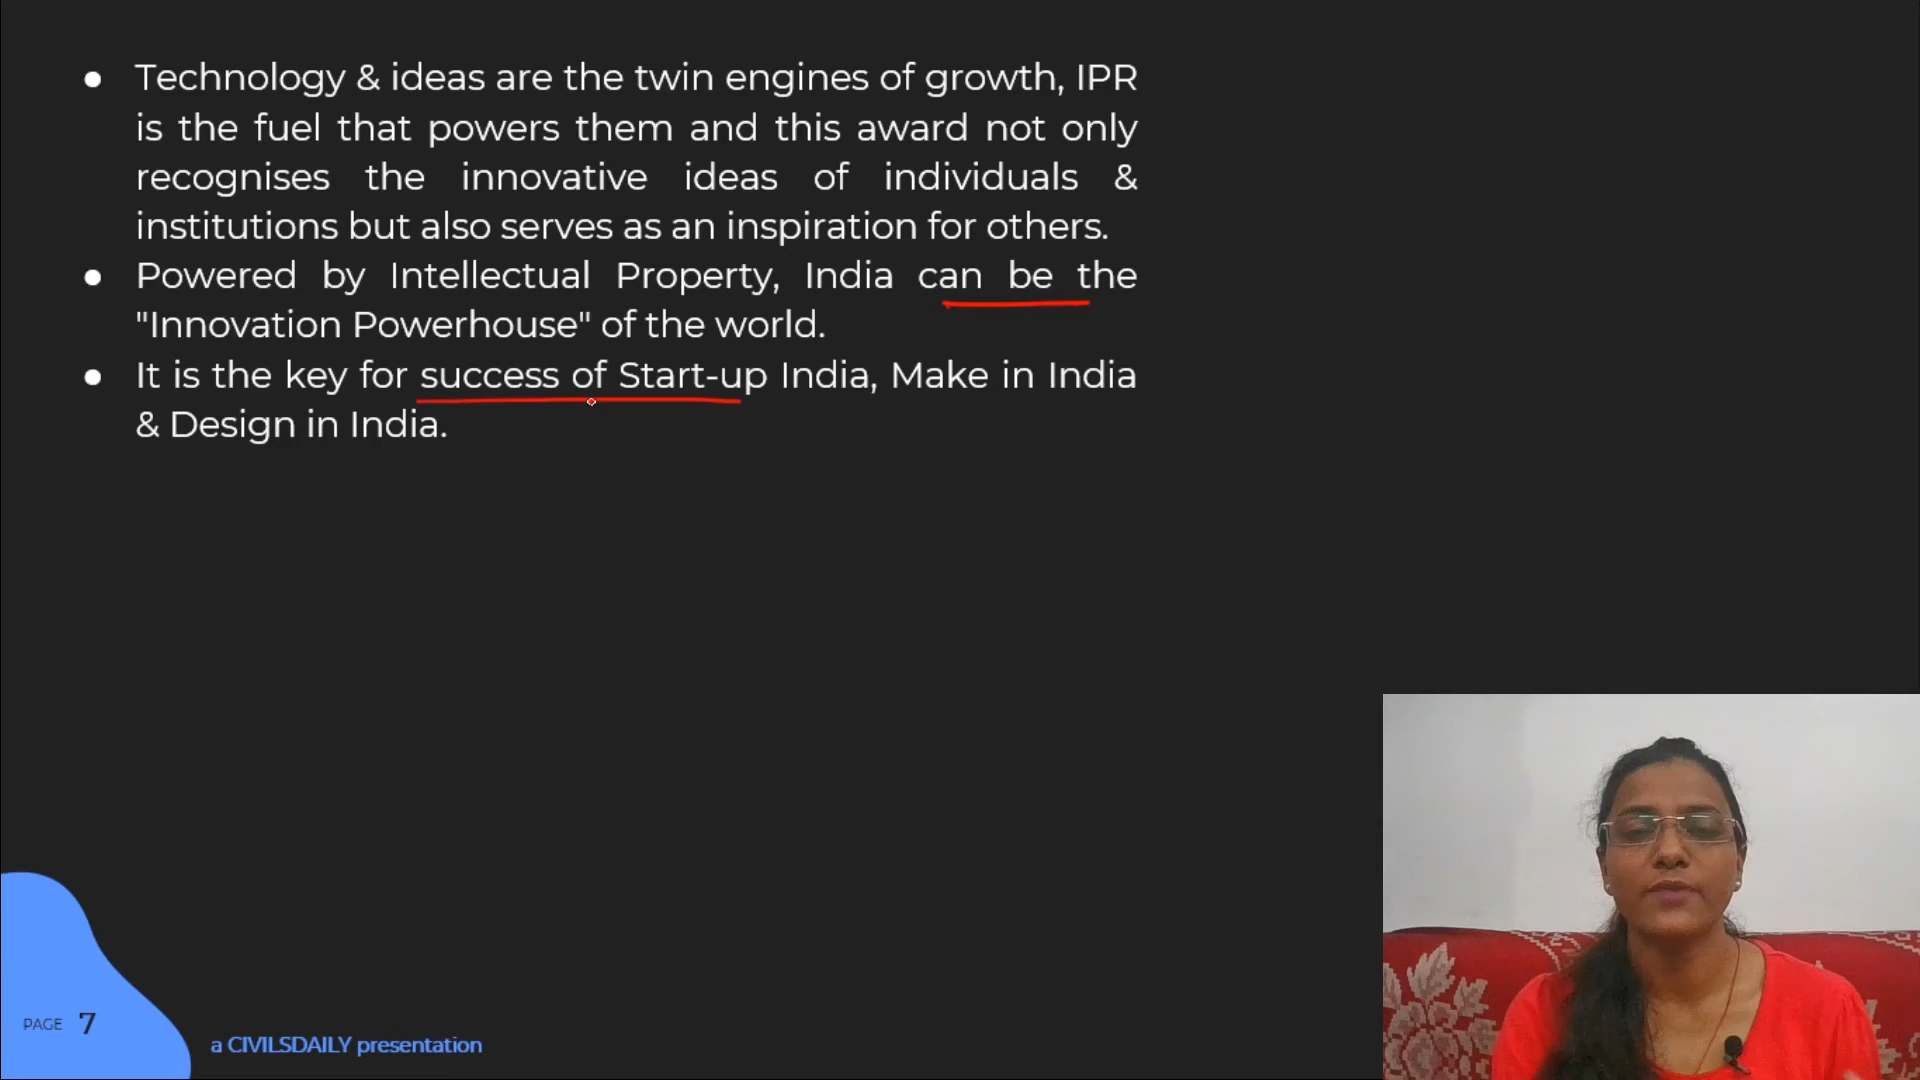 ● Technology & ideas are the twin engines of growth, IPR
is the fuel that powers them and this award not only
recognises the innovative ideas of individuals &
institutions but also serves as an inspiration for others.
● Powered by Intellectual Property, India can be the
"Innovation Powerhouse" of the world.
● It is the key for success of Start-up India, Make in India
& Design in India.
PAGE 7
a CIVILSDAILY presentation